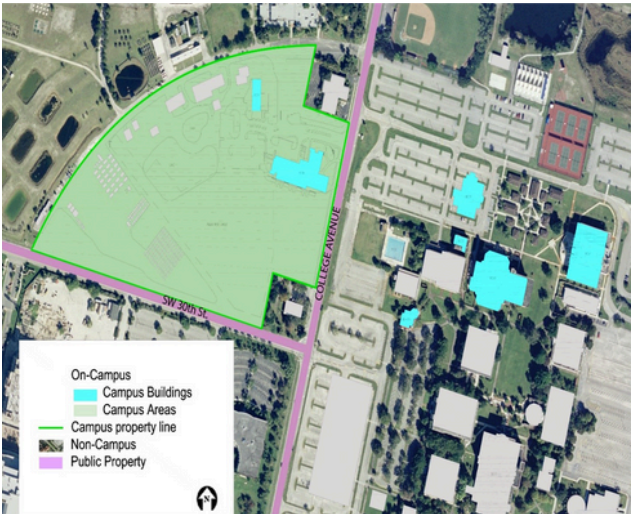 COLLEGE AVENUE
SW 30th St.
On-Campus
Campus Buildings
Campus Areas
Campus property line
Non-Campus
Public Property
N